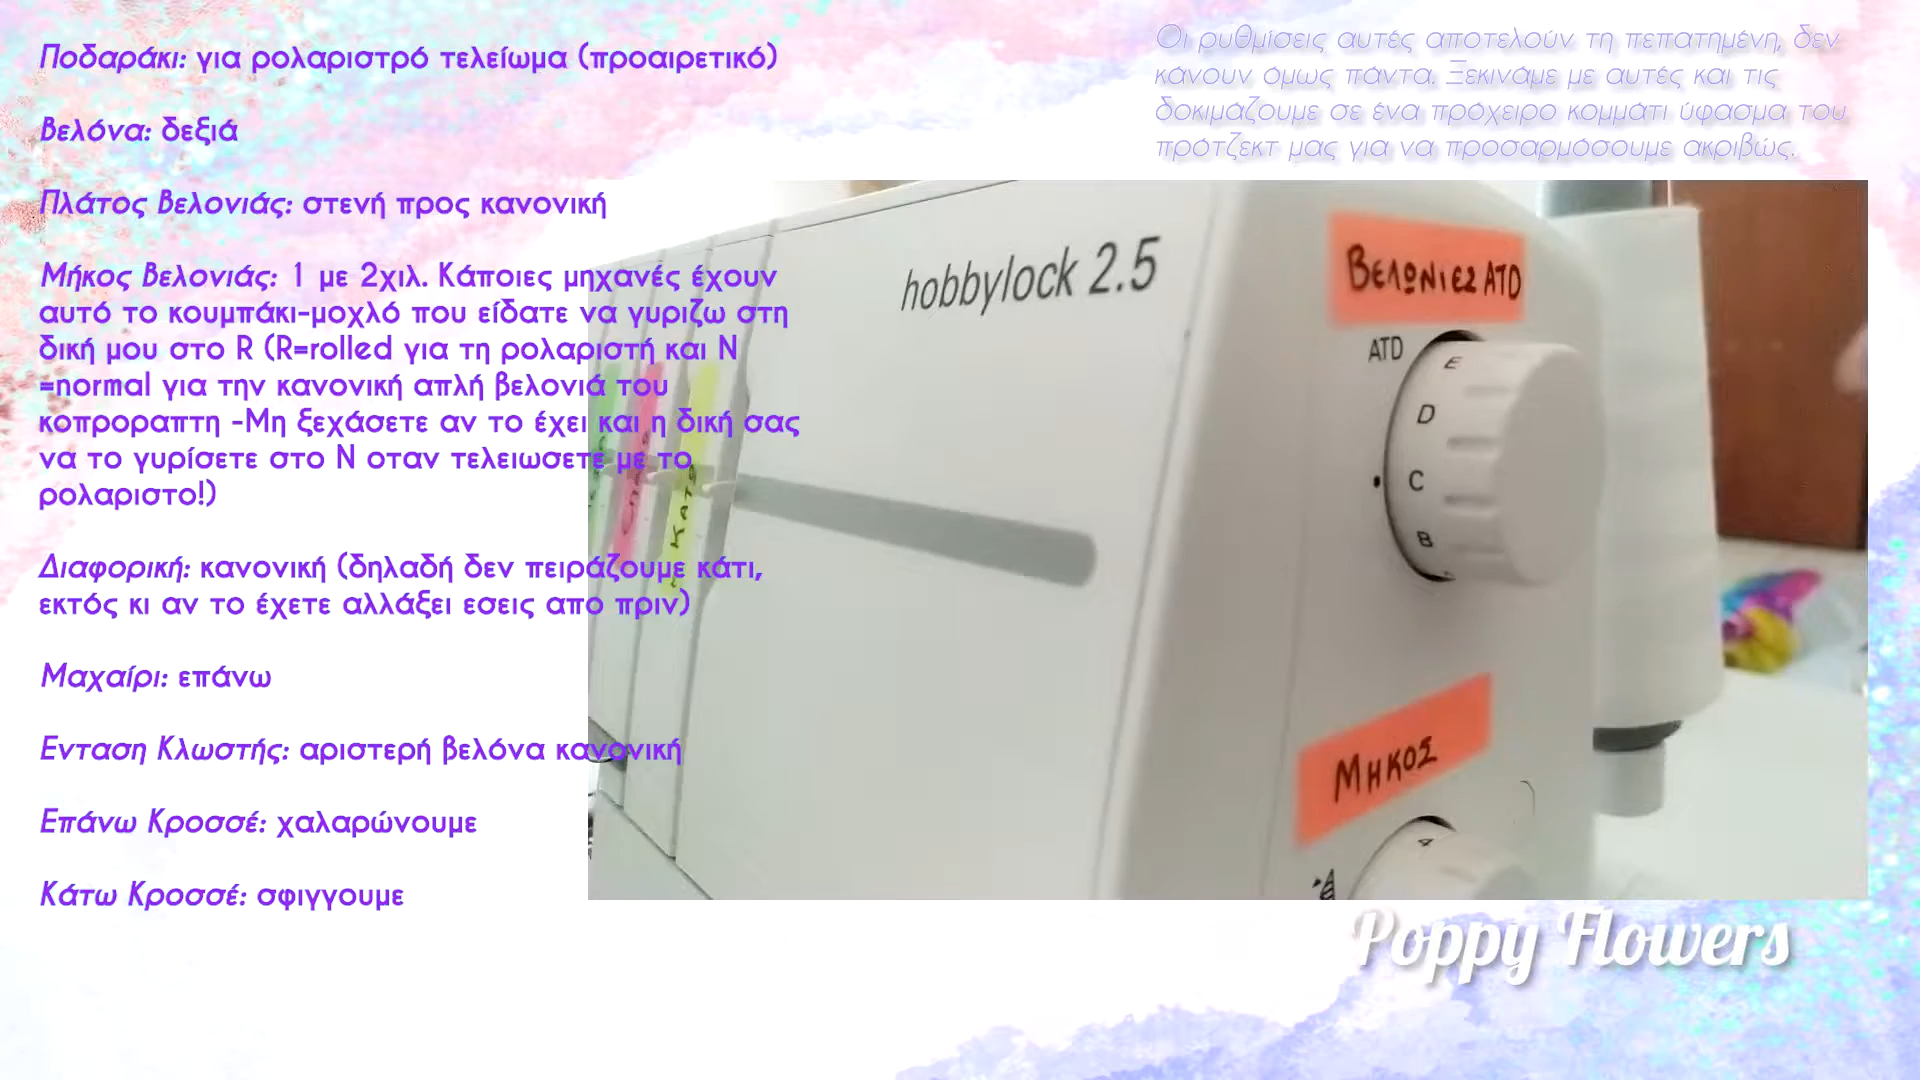 Ποδαράκι: για ρολαριστρό τελείωμα (προαιρετικό)
Βελόνα: δεξιά
Πλάτος Βελονιάς: στενή προς κανονική
Μήκος Βελονιάς: 1 με 2χιλ. Κάποιες μηχανές έχουν
αυτό το κουμπάκι-μοχλό που είδατε να γυριζω στη
δική μου στο R (R=rolled για τη ρολαριστή και N
=normal για την κανονική απλή βελονιά του
κοπροραπτη -Μη ξεχάσετε αν το έχει και η δική σας
να το γυρίσετε στο Ν οταν τελειωσετε με το
ρολαριστο!)
Διαφορική: κανονική (δηλαδή δεν πειράζουμε κάτι,
εκτός κι αν το έχετε αλλάξει εσεις απο πριν)
Μαχαίρι: επάνω
Ενταση Κλωστής: αριστερή βελόνα κανονική
Επάνω Κροσσέ: χαλαρώνουμε
Κάτω Κροσσέ: σφιγγουμε
Οι ρυθμίσεις αυτές αποτελούν τη πεπατημένη, δεν
κάνουν όμως πάντα. Ξεκινάμε με αυτές και τις
δοκιμάζουμε σε ένα πρόχειρο κομμάτι ύφασμα του
πρότζεκτ μας για να προσαρμόσουμε ακριβώς.
hobbylock 2.5
ΒΕΛΩΝΙΕΣ ATD
ATD
E
D
C
B
ΜΗΚΟΣ
4
ΚΑΤΩ
Poppy Flowers